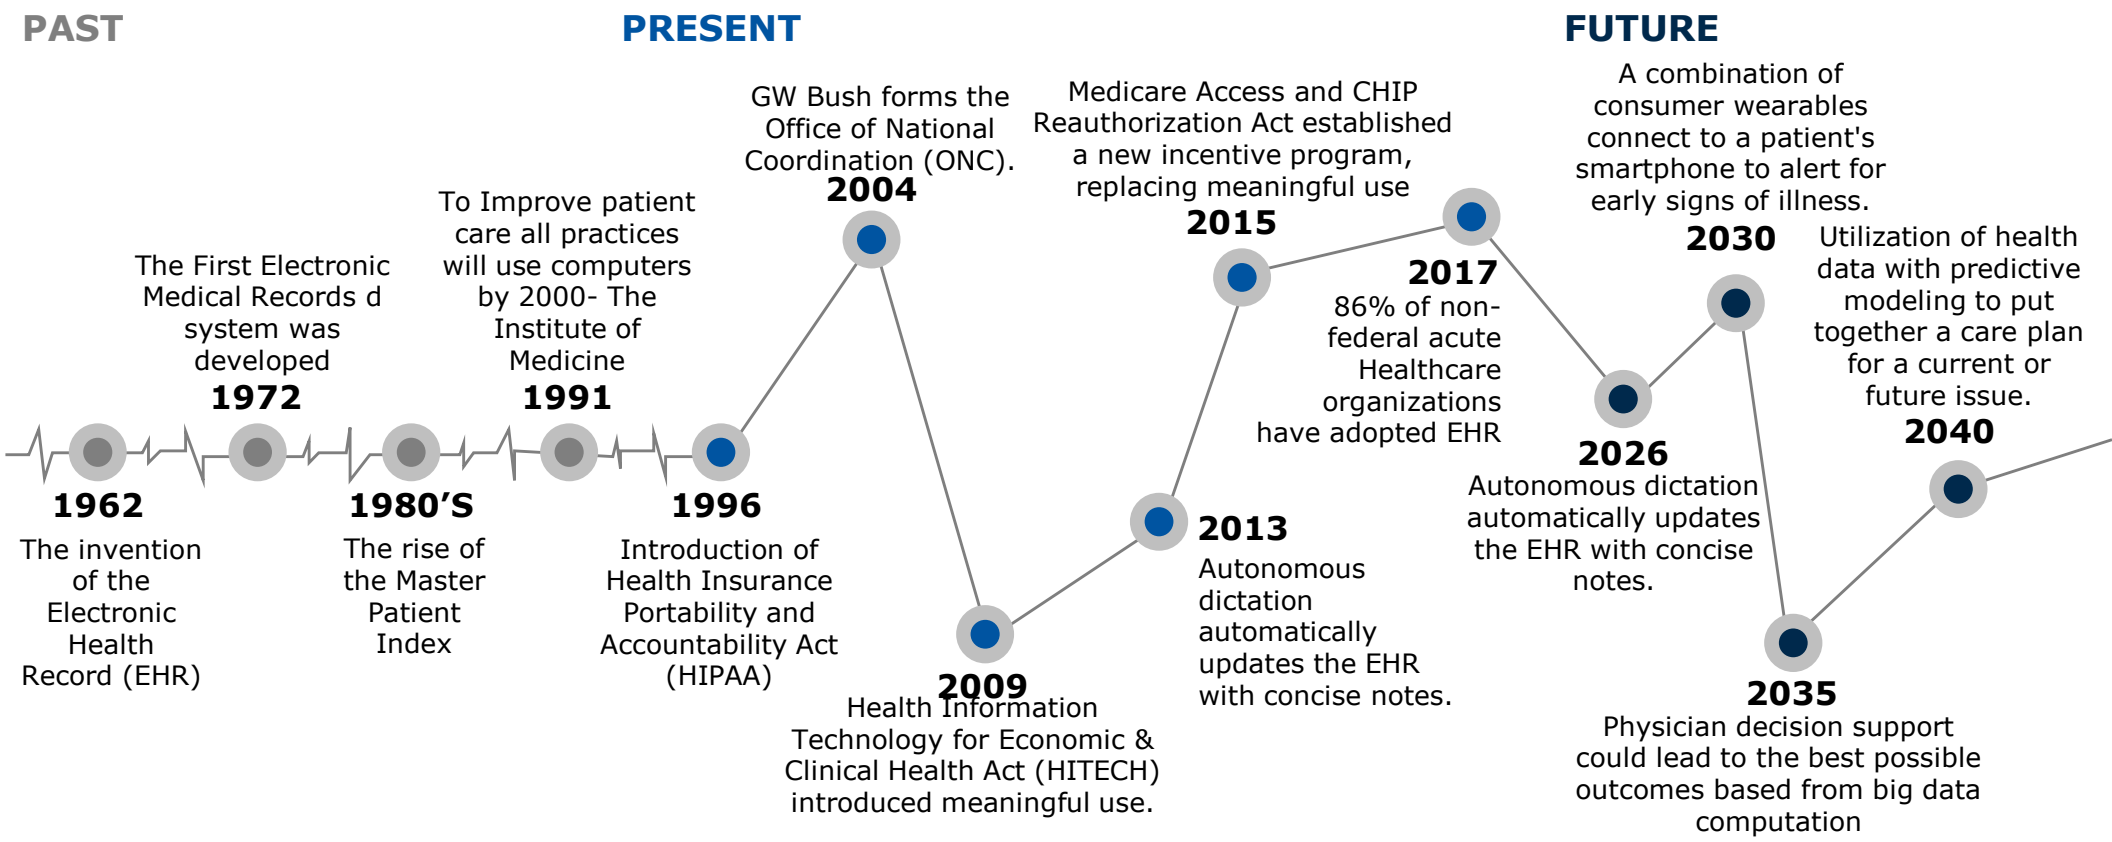 PAST
The invention
of the
Electronic
Health
Record (EHR)
1962
The First Electronic
Medical Records d
system was
developed
1972
1980’S
The rise of
the Master
Patient
Index
To Improve patient
care all practices
will use computers
by 2000- The
Institute of
Medicine
1991
PRESENT
1996
Introduction of
Health Insurance
Portability and
Accountability Act
(HIPAA)
GW Bush forms the
Office of National
Coordination (ONC).
2004
2009
Health Information
Technology for Economic &
Clinical Health Act (HITECH)
introduced meaningful use.
2013
Autonomous
dictation
automatically
updates the EHR
with concise notes.
Medicare Access and CHIP
Reauthorization Act established
a new incentive program,
replacing meaningful use
2015
2017
86% of non-
federal acute
Healthcare
organizations
have adopted EHR
FUTURE
2026
Autonomous dictation
automatically updates
the EHR with concise
notes.
A combination of
consumer wearables
connect to a patient's
smartphone to alert for
early signs of illness.
2030
2035
Physician decision support
could lead to the best possible
outcomes based from big data
computation
Utilization of health
data with predictive
modeling to put
together a care plan
for a current or
future issue.
2040